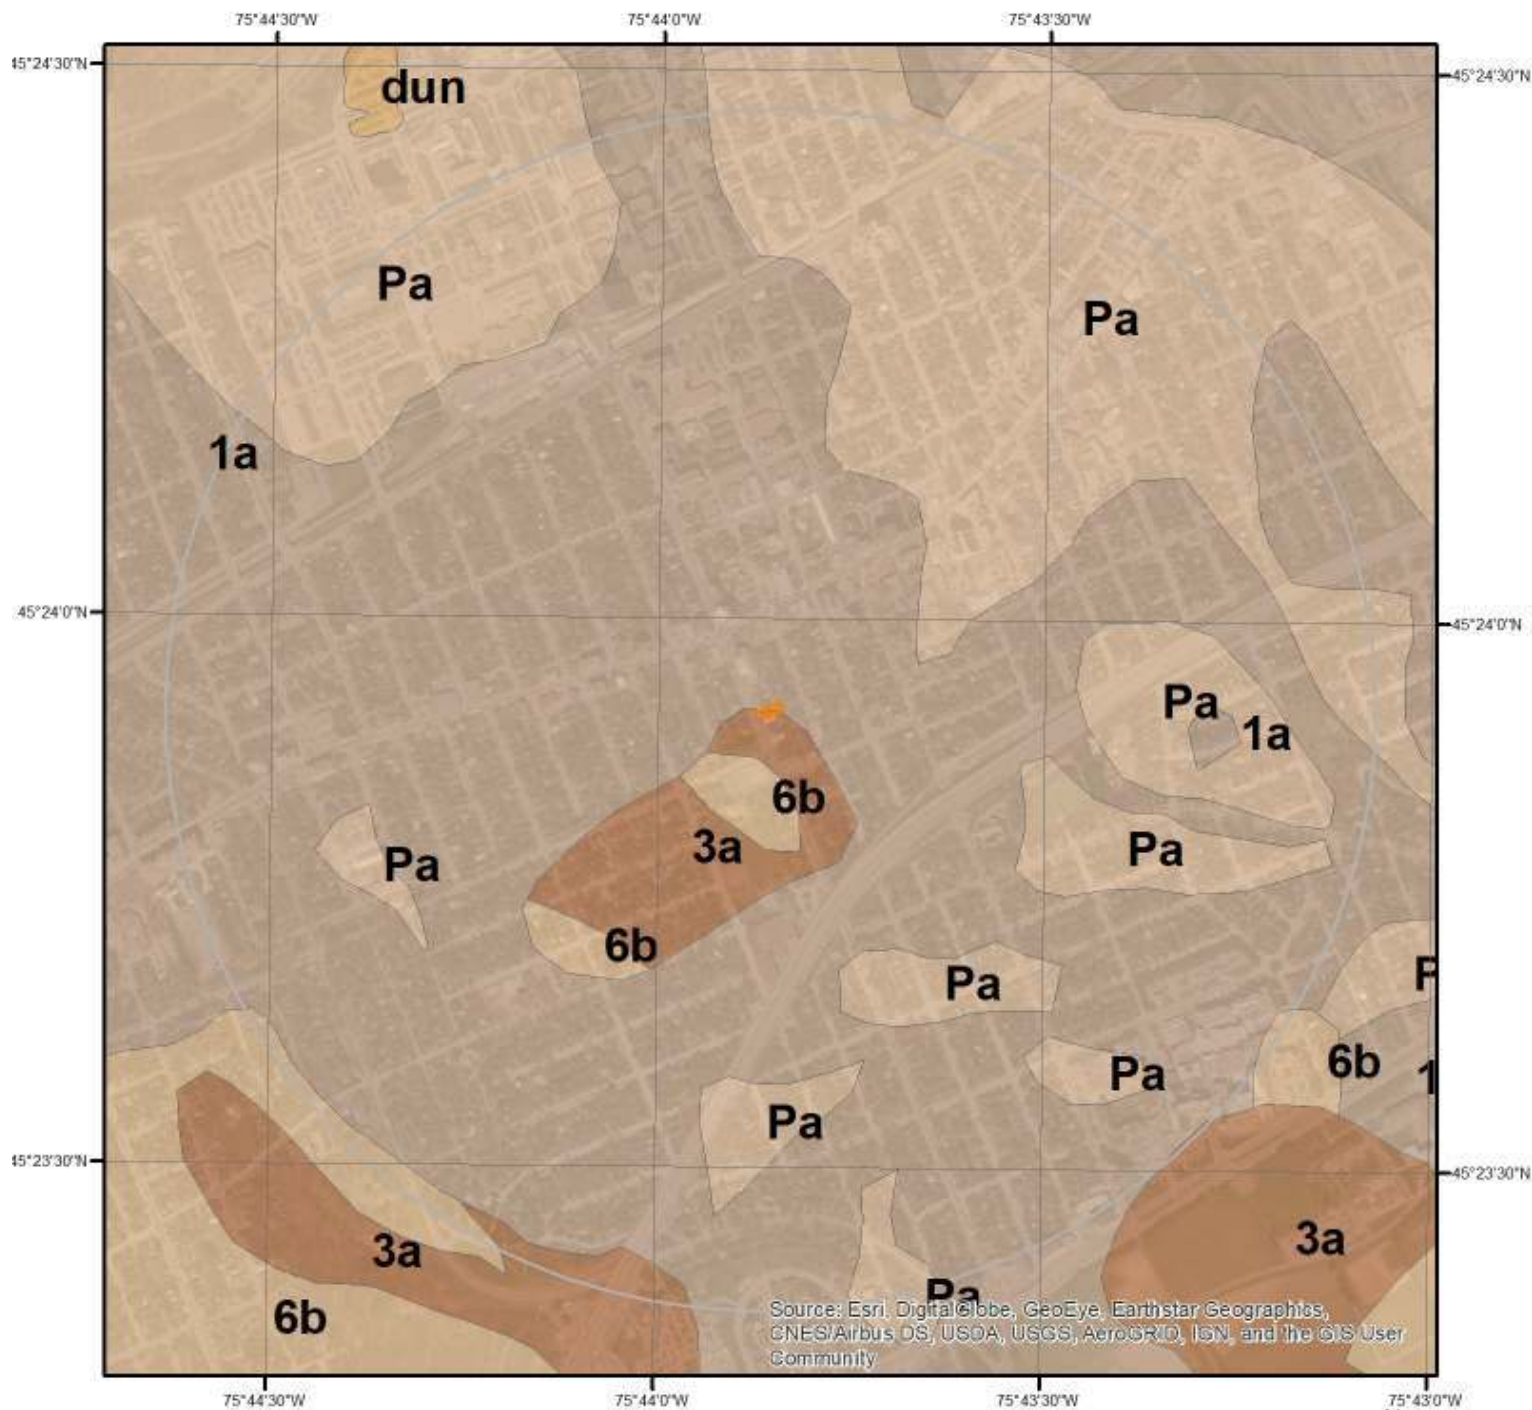 75°44'30"W 75°44'0"W 75°43'30"W
45°24'30"N
45°24'30"N
dun
Pa
Pa
1a
45°24'0"N
45°24'0"N
Pa
1a
6b
3a
Pa
Pa
6b
Pa
P
6b
1
Pa
Pa
45°23'30"N
45°23'30"N
3a
3a
6b
Pa
Source: Esri, DigitalGlobe, GeoEye, Earthstar Geographics,
CNES/Airbus DS, USDA, USGS, AeroGRID, IGN, and the GIS User
Community
75°44'30"W 75°44'0"W 75°43'30"W 75°43'0"W